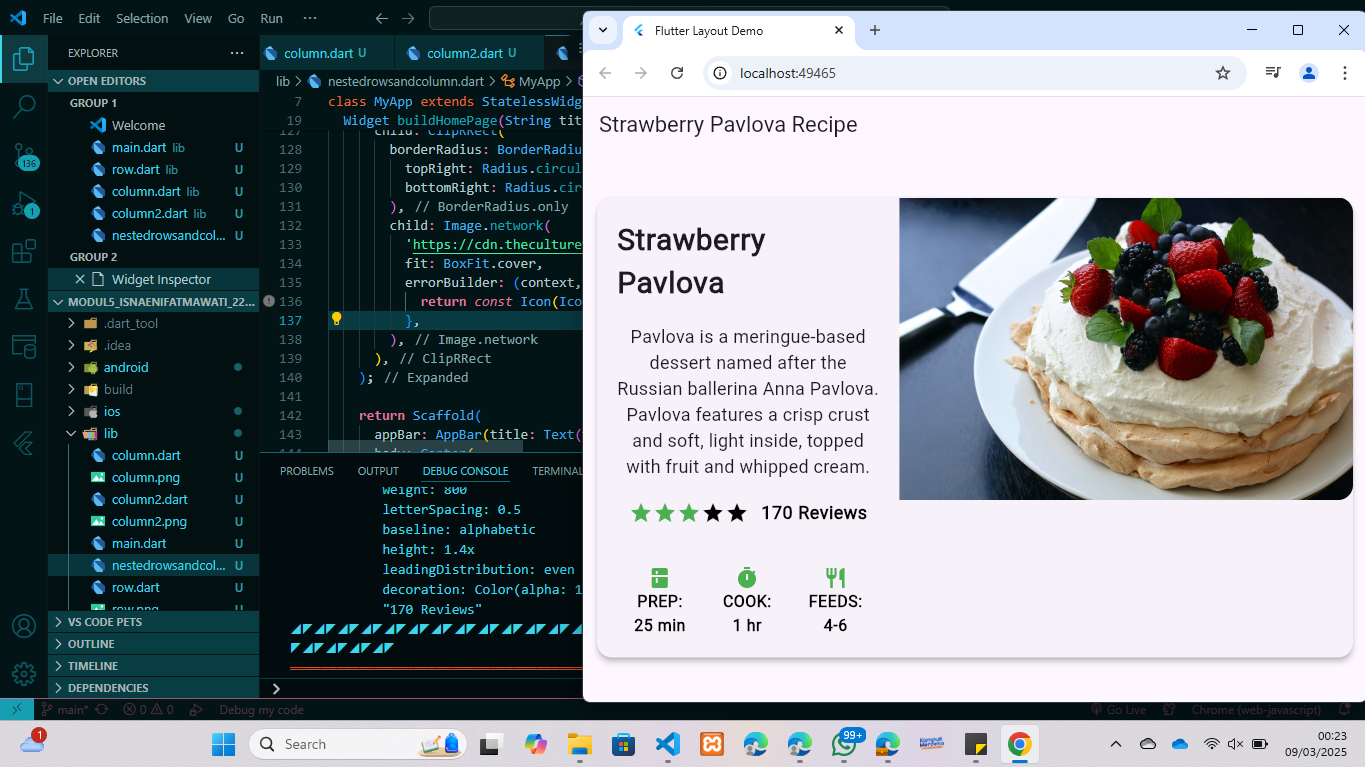 File Edit Selection View Go Run ···
EXPLORER ···
OPEN EDITORS
GROUP 1
Welcome
main.dart lib U
row.dart lib U
column.dart lib U
column2.dart lib U
nestedrowsandcol... U
GROUP 2
Widget Inspector
MODUL5_ISNAENIFATMAWATI_22...
.dart_tool
.idea
android
build
ios
lib
column.dart U
column.png U
column2.dart U
column2.png U
main.dart U
nestedrowsandcol... U
row.dart U
row.png U
VS CODE PETS
OUTLINE
TIMELINE
DEPENDENCIES
136
1
column.dart U column2.dart U
lib > nestedrowsandcolumn.dart > MyApp >
7 class MyApp extends StatelessWidge
19 Widget buildHomePage(String tit
127 child: ClipRRect(
128 borderRadius: BorderRadiu
129 topRight: Radius.circul
130 bottomRight: Radius.cir
131 ), // BorderRadius.only
132 child: Image.network(
133 'https://cdn.theculture
134 fit: BoxFit.cover,
135 errorBuilder: (context,
136 return const Icon(Ico
137 },
138 ), // Image.network
139 ), // ClipRRect
140 ); // Expanded
141
142 return Scaffold(
143 appBar: AppBar(title: Text(
144 body: Center(
PROBLEMS OUTPUT DEBUG CONSOLE TERMINAL
weight: 800
letterSpacing: 0.5
baseline: alphabetic
height: 1.4x
leadingDistribution: even
decoration: Color(alpha: 1
"170 Reviews"
main* 0 0 Debug my code
Go Live Chrome (web-javascript)
Flutter Layout Demo
localhost:49465
Strawberry Pavlova Recipe
Strawberry
Pavlova
Pavlova is a meringue-based
dessert named after the
Russian ballerina Anna Pavlova.
Pavlova features a crisp crust
and soft, light inside, topped
with fruit and whipped cream.
170 Reviews
PREP: COOK: FEEDS:
25 min 1 hr 4-6
1
Search
99+
Kampus
Merdeka
00:23
09/03/2025